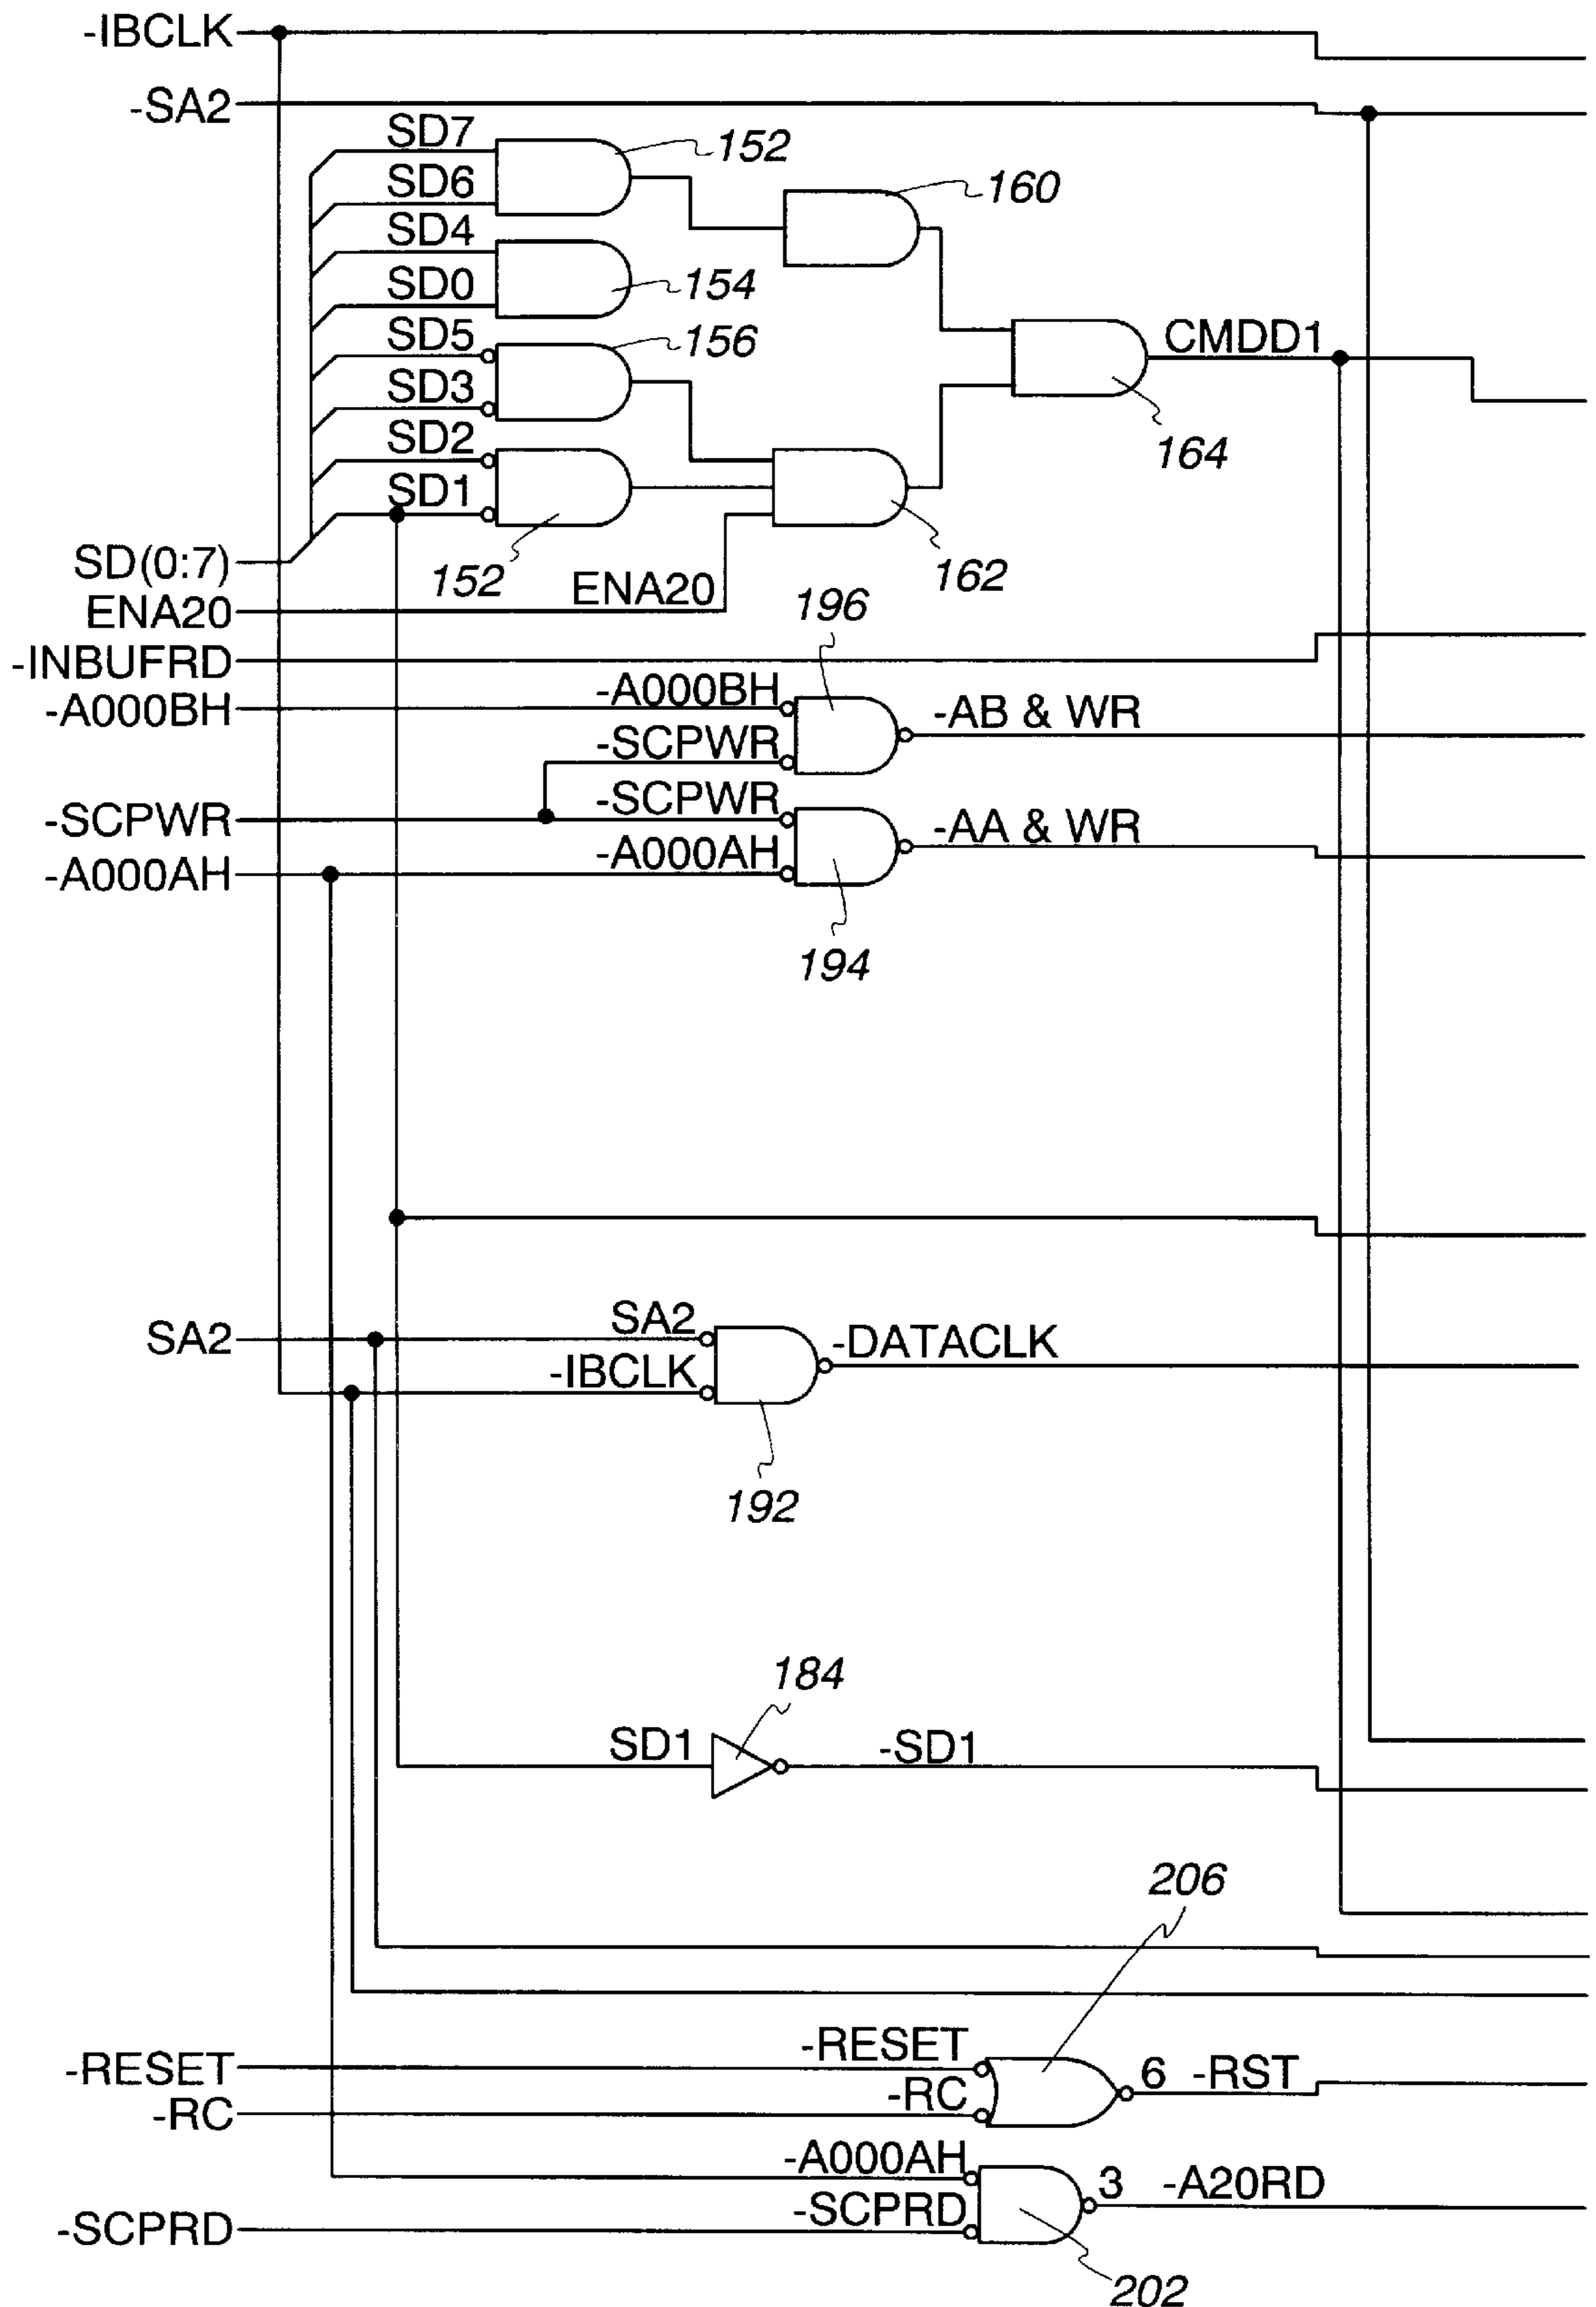 -IBCLK
-SA2
SD7
152
SD6
160
SD4
SD0
154
SD5
156
SD3
CMDD1
SD2
164
SD1
SD(0:7)
152
162
ENA20
ENA20
196
-INBUFRD
-A000BH
-A000BH
-AB & WR
-SCPWR
-SCPWR
-SCPWR
-AA & WR
-A000AH
-A000AH
194
SA2
SA2
-DATACLK
-IBCLK
192
184
SD1
-SD1
206
-RESET
-RESET
6
-RST
-RC
-RC
-A000AH
3
-A20RD
-SCPRD
-SCPRD
202